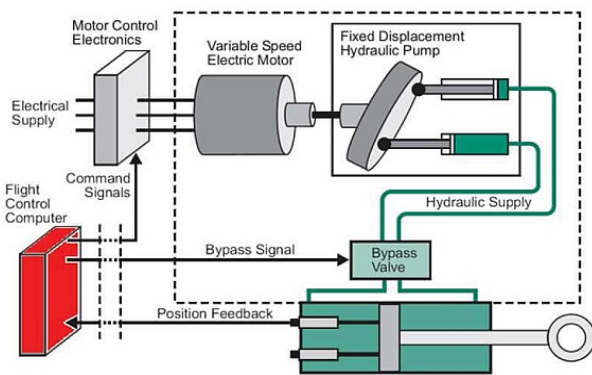 Motor Control
Electronics
Variable Speed
Electric Motor
Fixed Displacement
Hydraulic Pump
Electrical
Supply
Command
Signals
Flight
Control
Computer
Hydraulic Supply
Bypass Signal
Bypass
Valve
Position Feedback